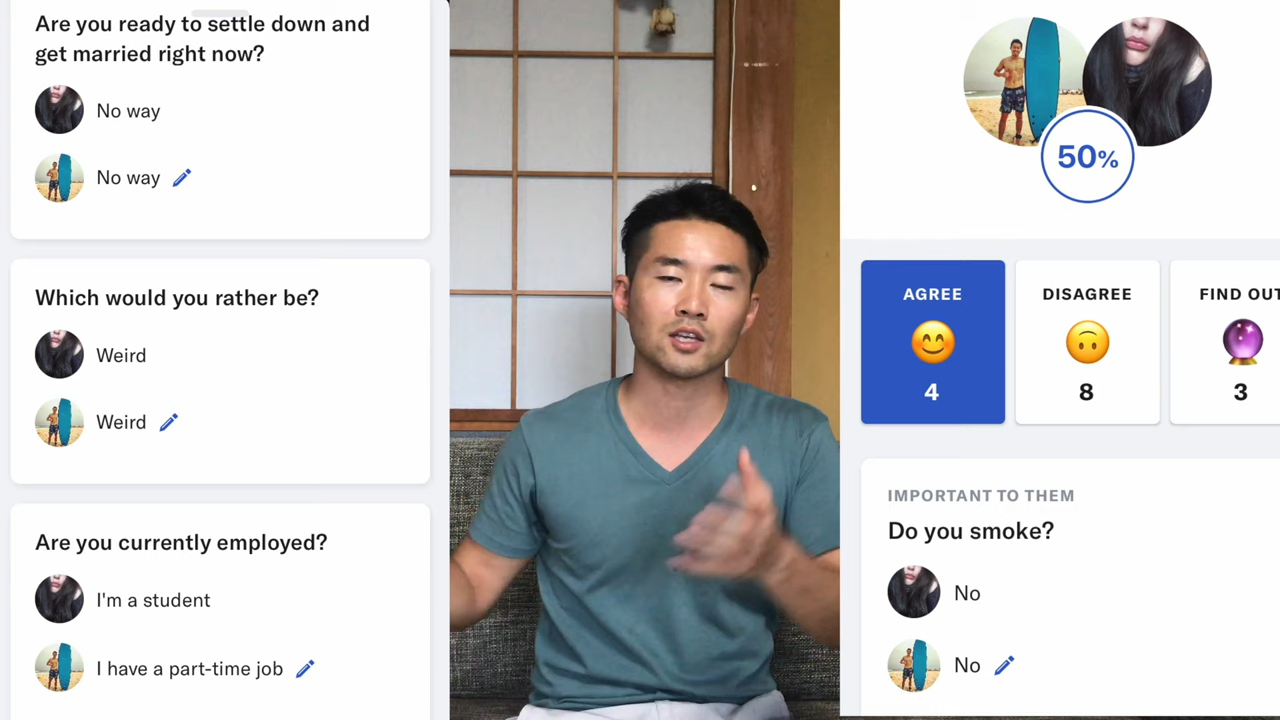 Are you ready to settle down and
get married right now?
No way
No way
Which would you rather be?
Weird
Weird
Are you currently employed?
I'm a student
I have a part-time job
50%
AGREE
4
DISAGREE
8
FIND OUT
3
IMPORTANT TO THEM
Do you smoke?
No
No